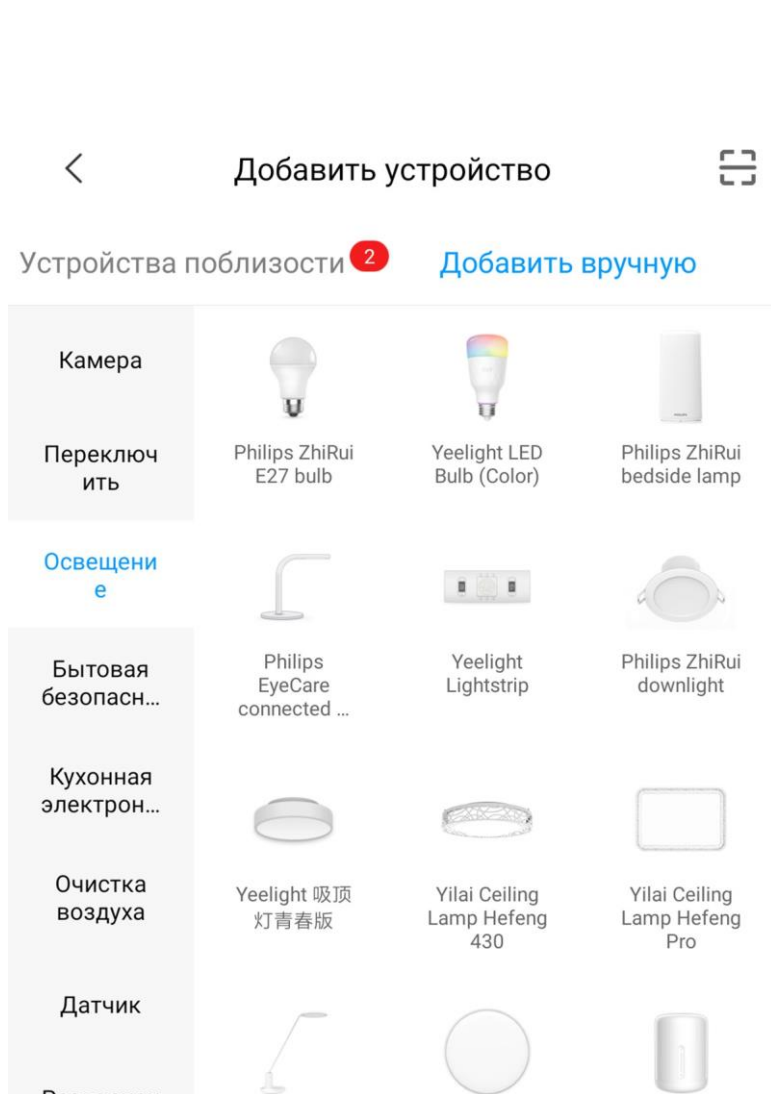 Добавить устройство
Устройства поблизости 2
Добавить вручную
Камера
Переключ
ить
Освещени
е
Бытовая
безопасн...
Кухонная
электрон...
Очистка
воздуха
Датчик
Philips ZhiRui
E27 bulb
Yeelight LED
Bulb (Color)
Philips ZhiRui
bedside lamp
Philips
EyeCare
connected ...
Yeelight
Lightstrip
Philips ZhiRui
downlight
Yeelight 吸顶
灯青春版
Yilai Ceiling
Lamp Hefeng
430
Yilai Ceiling
Lamp Hefeng
Pro